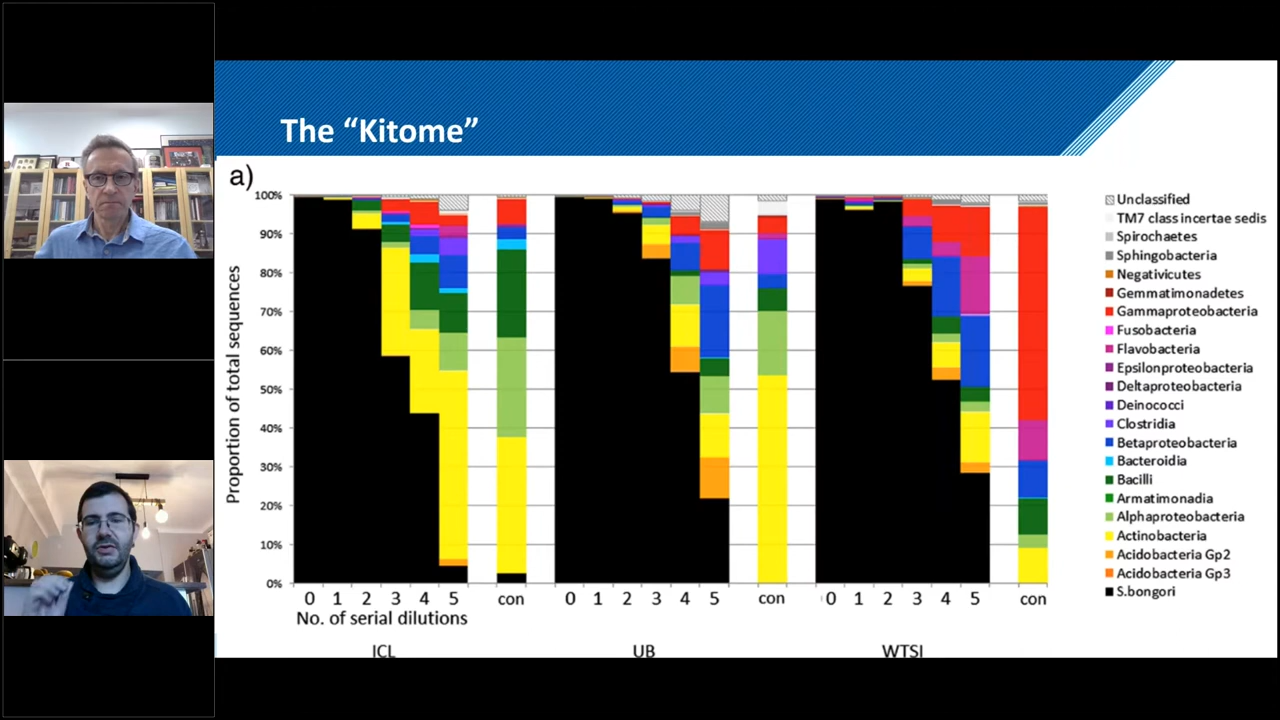 The “Kitome”
a)
100%
90%
80%
70%
60%
50%
40%
30%
20%
10%
0%
Proportion of total sequences
0 1 2 3 4 5 con 0 1 2 3 4 5 con 0 1 2 3 4 5 con
No. of serial dilutions
ICL UB WTSI
Unclassified
TM7 class incertae sedis
Spirochaetes
Sphingobacteria
Negativicutes
Gemmatimonadetes
Gammaproteobacteria
Fusobacteria
Flavobacteria
Epsilonproteobacteria
Deltaproteobacteria
Deinococci
Clostridia
Betaproteobacteria
Bacteroidia
Bacilli
Armatimonadia
Alphaproteobacteria
Actinobacteria
Acidobacteria Gp2
Acidobacteria Gp3
S.bongori